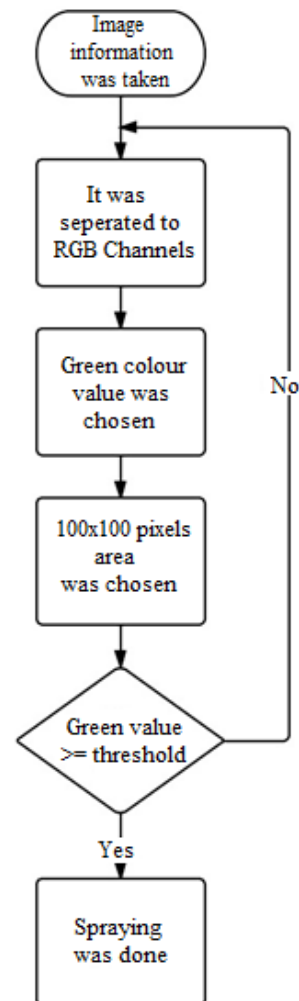 Image
information
was taken
It was
seperated to
RGB Channels
Green colour
value was
chosen
No
100x100 pixels
area
was chosen
Green value
>= threshold
Yes
Spraying
was done